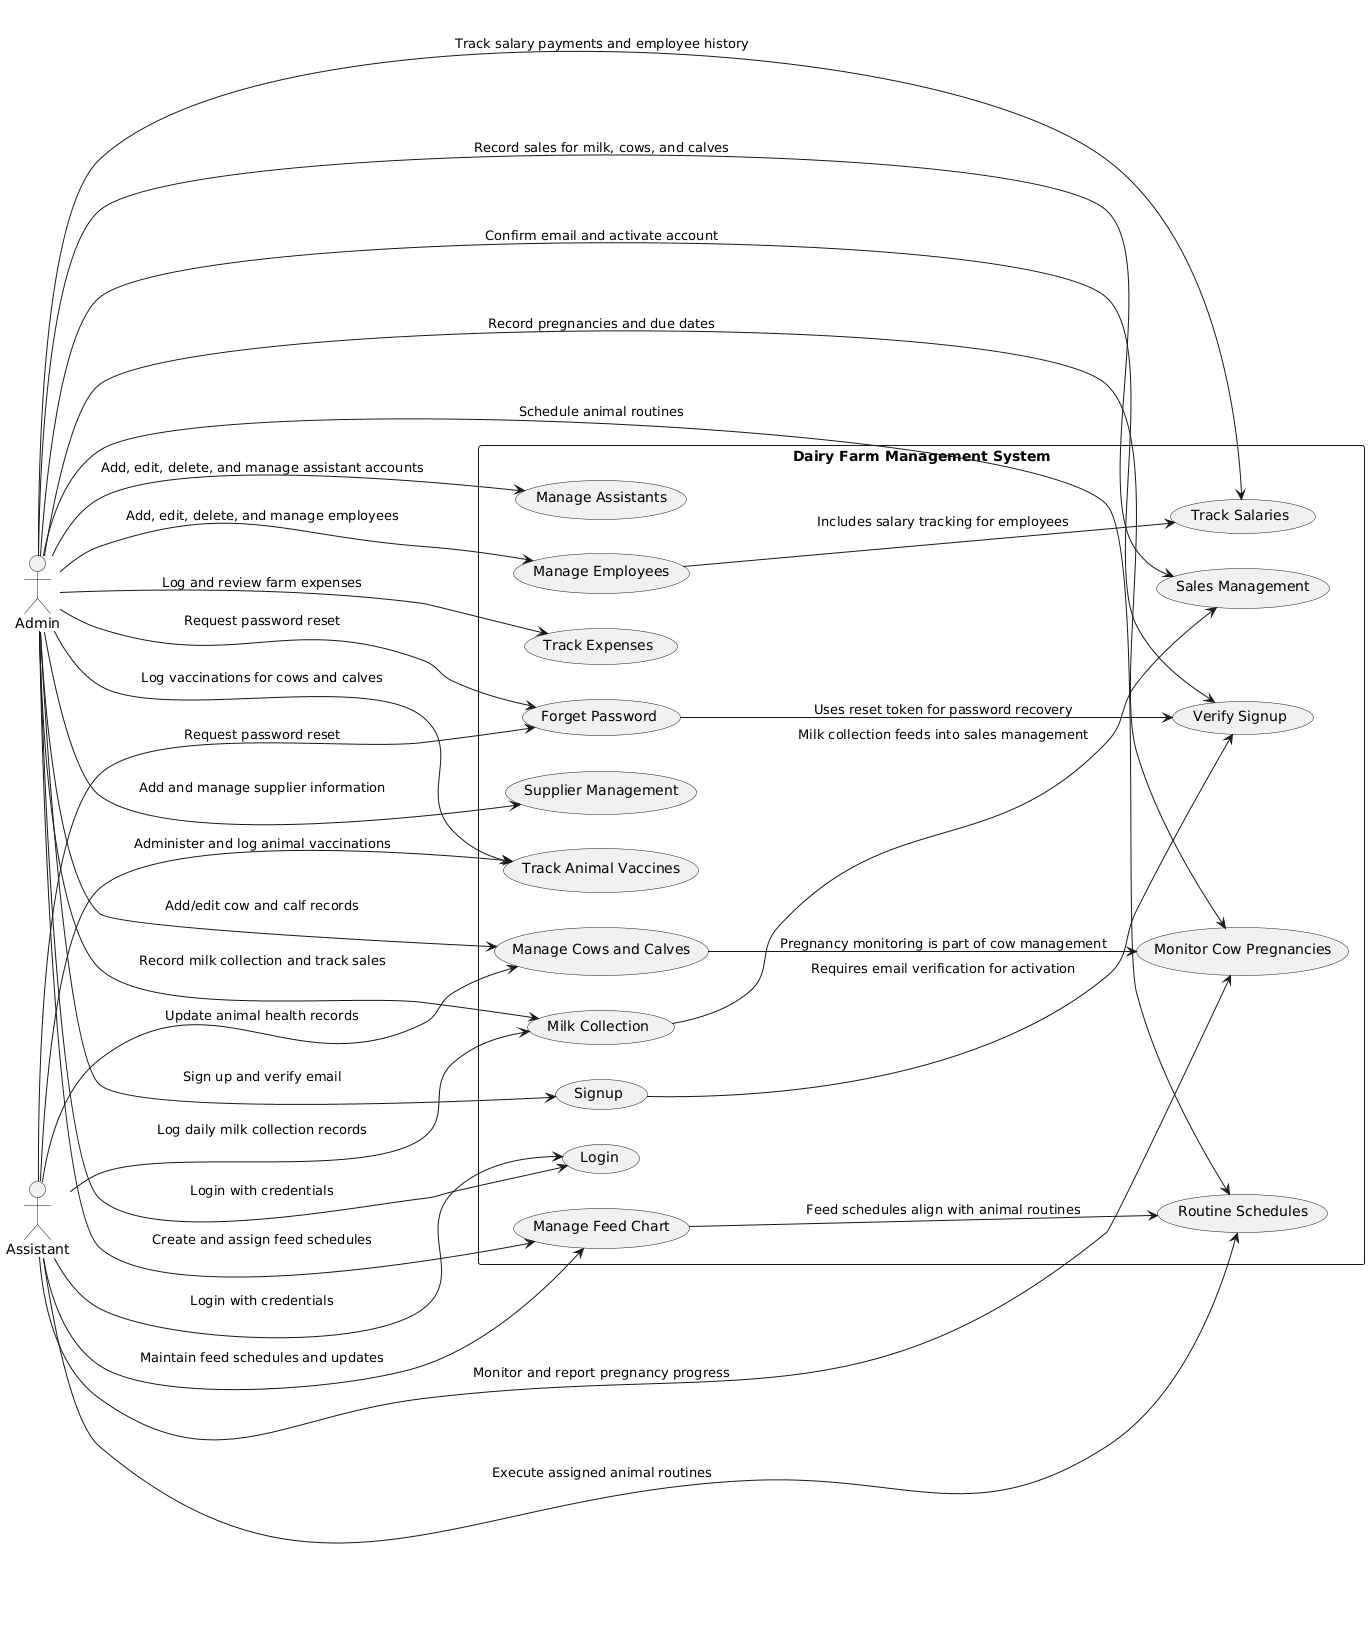 Track salary payments and employee history
Record sales for milk, cows, and calves
Confirm email and activate account
Record pregnancies and due dates
Schedule animal routines
Dairy Farm Management System
Add, edit, delete, and manage assistant accounts
Manage Assistants
Add, edit, delete, and manage employees
Track Salaries
Includes salary tracking for employees
Manage Employees
Log and review farm expenses
Sales Management
Admin
Request password reset
Track Expenses
Log vaccinations for cows and calves
Uses reset token for password recovery
Forget Password
Verify Signup
Request password reset
Milk collection feeds into sales management
Add and manage supplier information
Supplier Management
Administer and log animal vaccinations
Track Animal Vaccines
Add/edit cow and calf records
Pregnancy monitoring is part of cow management
Manage Cows and Calves
Monitor Cow Pregnancies
Record milk collection and track sales
Requires email verification for activation
Update animal health records
Milk Collection
Sign up and verify email
Signup
Log daily milk collection records
Login
Login with credentials
Feed schedules align with animal routines
Routine Schedules
Manage Feed Chart
Create and assign feed schedules
Assistant
Login with credentials
Maintain feed schedules and updates
Monitor and report pregnancy progress
Execute assigned animal routines